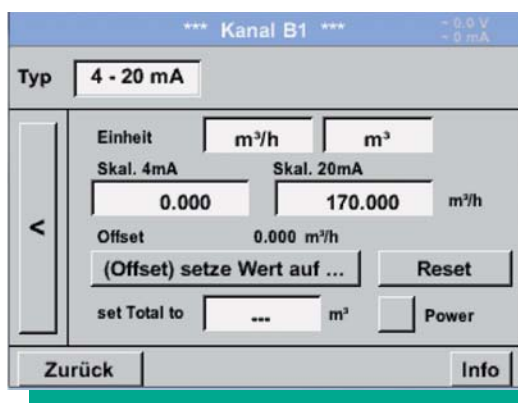 *** Kanal B1 *** ~ 0.0 V
~ 0 mA
Typ 4 - 20 mA
Einheit m³/h m³
Skal. 4mA Skal. 20mA
< 0.000 170.000 m³/h
Offset 0.000 m³/h
(Offset) setze Wert auf ... Reset
set Total to --- m³ Power
Zurück Info